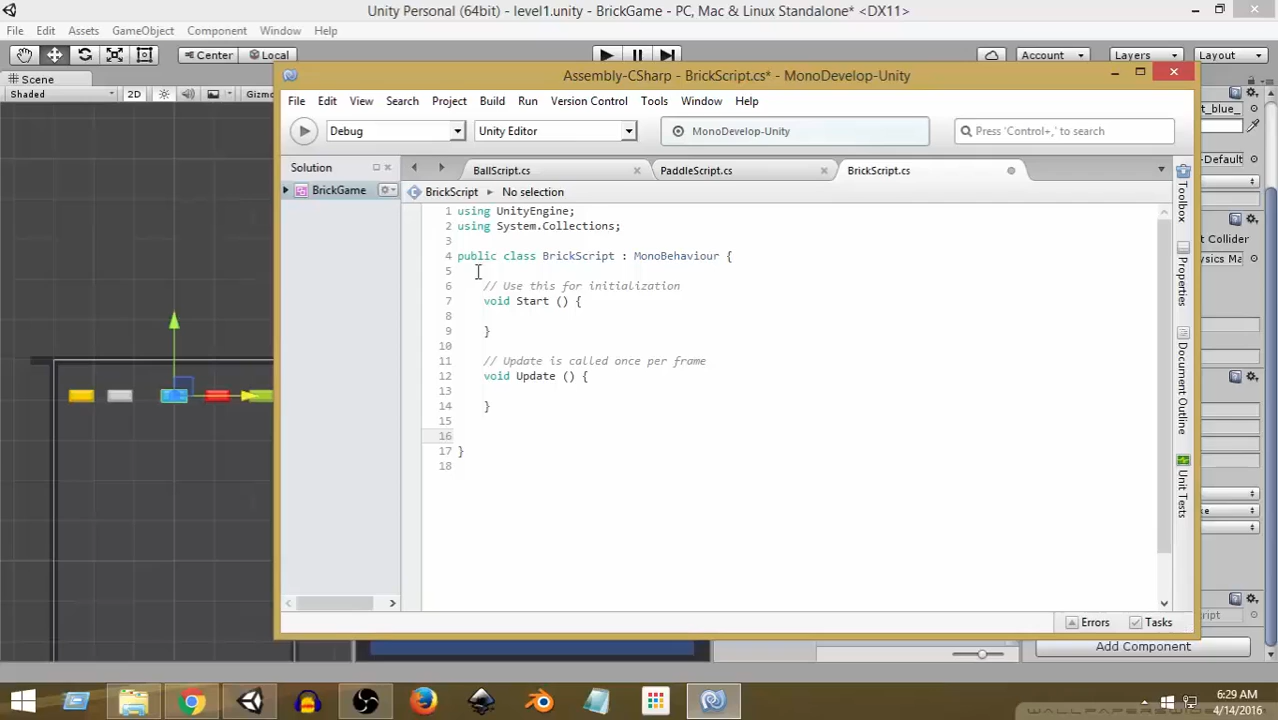 Unity Personal (64bit) - level1.unity - BrickGame - PC, Mac & Linux Standalone* <DX11>
File Edit Assets GameObject Component Window Help
Center Local Account Layers Layout
Scene
Shaded 2D Gizmo
Assembly-CSharp - BrickScript.cs* - MonoDevelop-Unity
File Edit View Search Project Build Run Version Control Tools Window Help
Debug Unity Editor MonoDevelop-Unity Press 'Control+,' to search
Solution BallScript.cs PaddleScript.cs BrickScript.cs
BrickGame BrickScript No selection
1 using UnityEngine;
2 using System.Collections;
3
4 public class BrickScript : MonoBehaviour {
5
6 // Use this for initialization
7 void Start () {
8
9 }
10
11 // Update is called once per frame
12 void Update () {
13
14 }
15
16
17 }
18
Toolbox
Properties
Document Outline
Unit Tests
t_blue_
-Default
t Collider
ysics Ma
ke
ript
Errors Tasks
Add Component
6:29 AM
4/14/2016